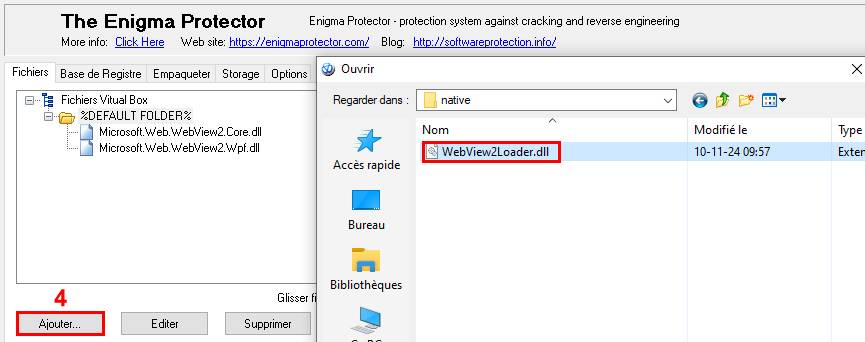 The Enigma Protector
Enigma Protector - protection system against cracking and reverse engineering
More info: Click Here Web site: https://enigmaprotector.com/ Blog: http://softwareprotection.info/
Fichiers Base de Registre Empaqueter Storage Options
Fichiers Vitual Box
%DEFAULT FOLDER%
Microsoft.Web.WebView2.Core.dll
Microsoft.Web.WebView2.Wpf.dll
Glisser fi
4
Ajouter... Editer Supprimer
Ouvrir
Regarder dans : native
Nom Modifié le Type
WebView2Loader.dll 10-11-24 09:57 Exten
Accès rapide
Bureau
Bibliothèques